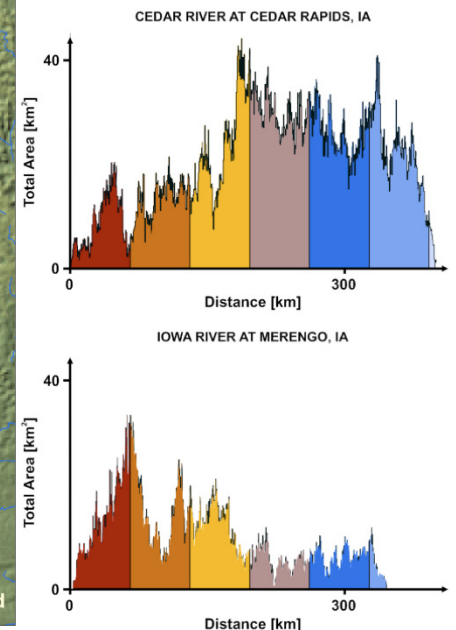 CEDAR RIVER AT CEDAR RAPIDS, IA
40
Total Area [km²]
0
0
300
Distance [km]
IOWA RIVER AT MERENGO, IA
40
Total Area [km²]
0
0
300
Distance [km]